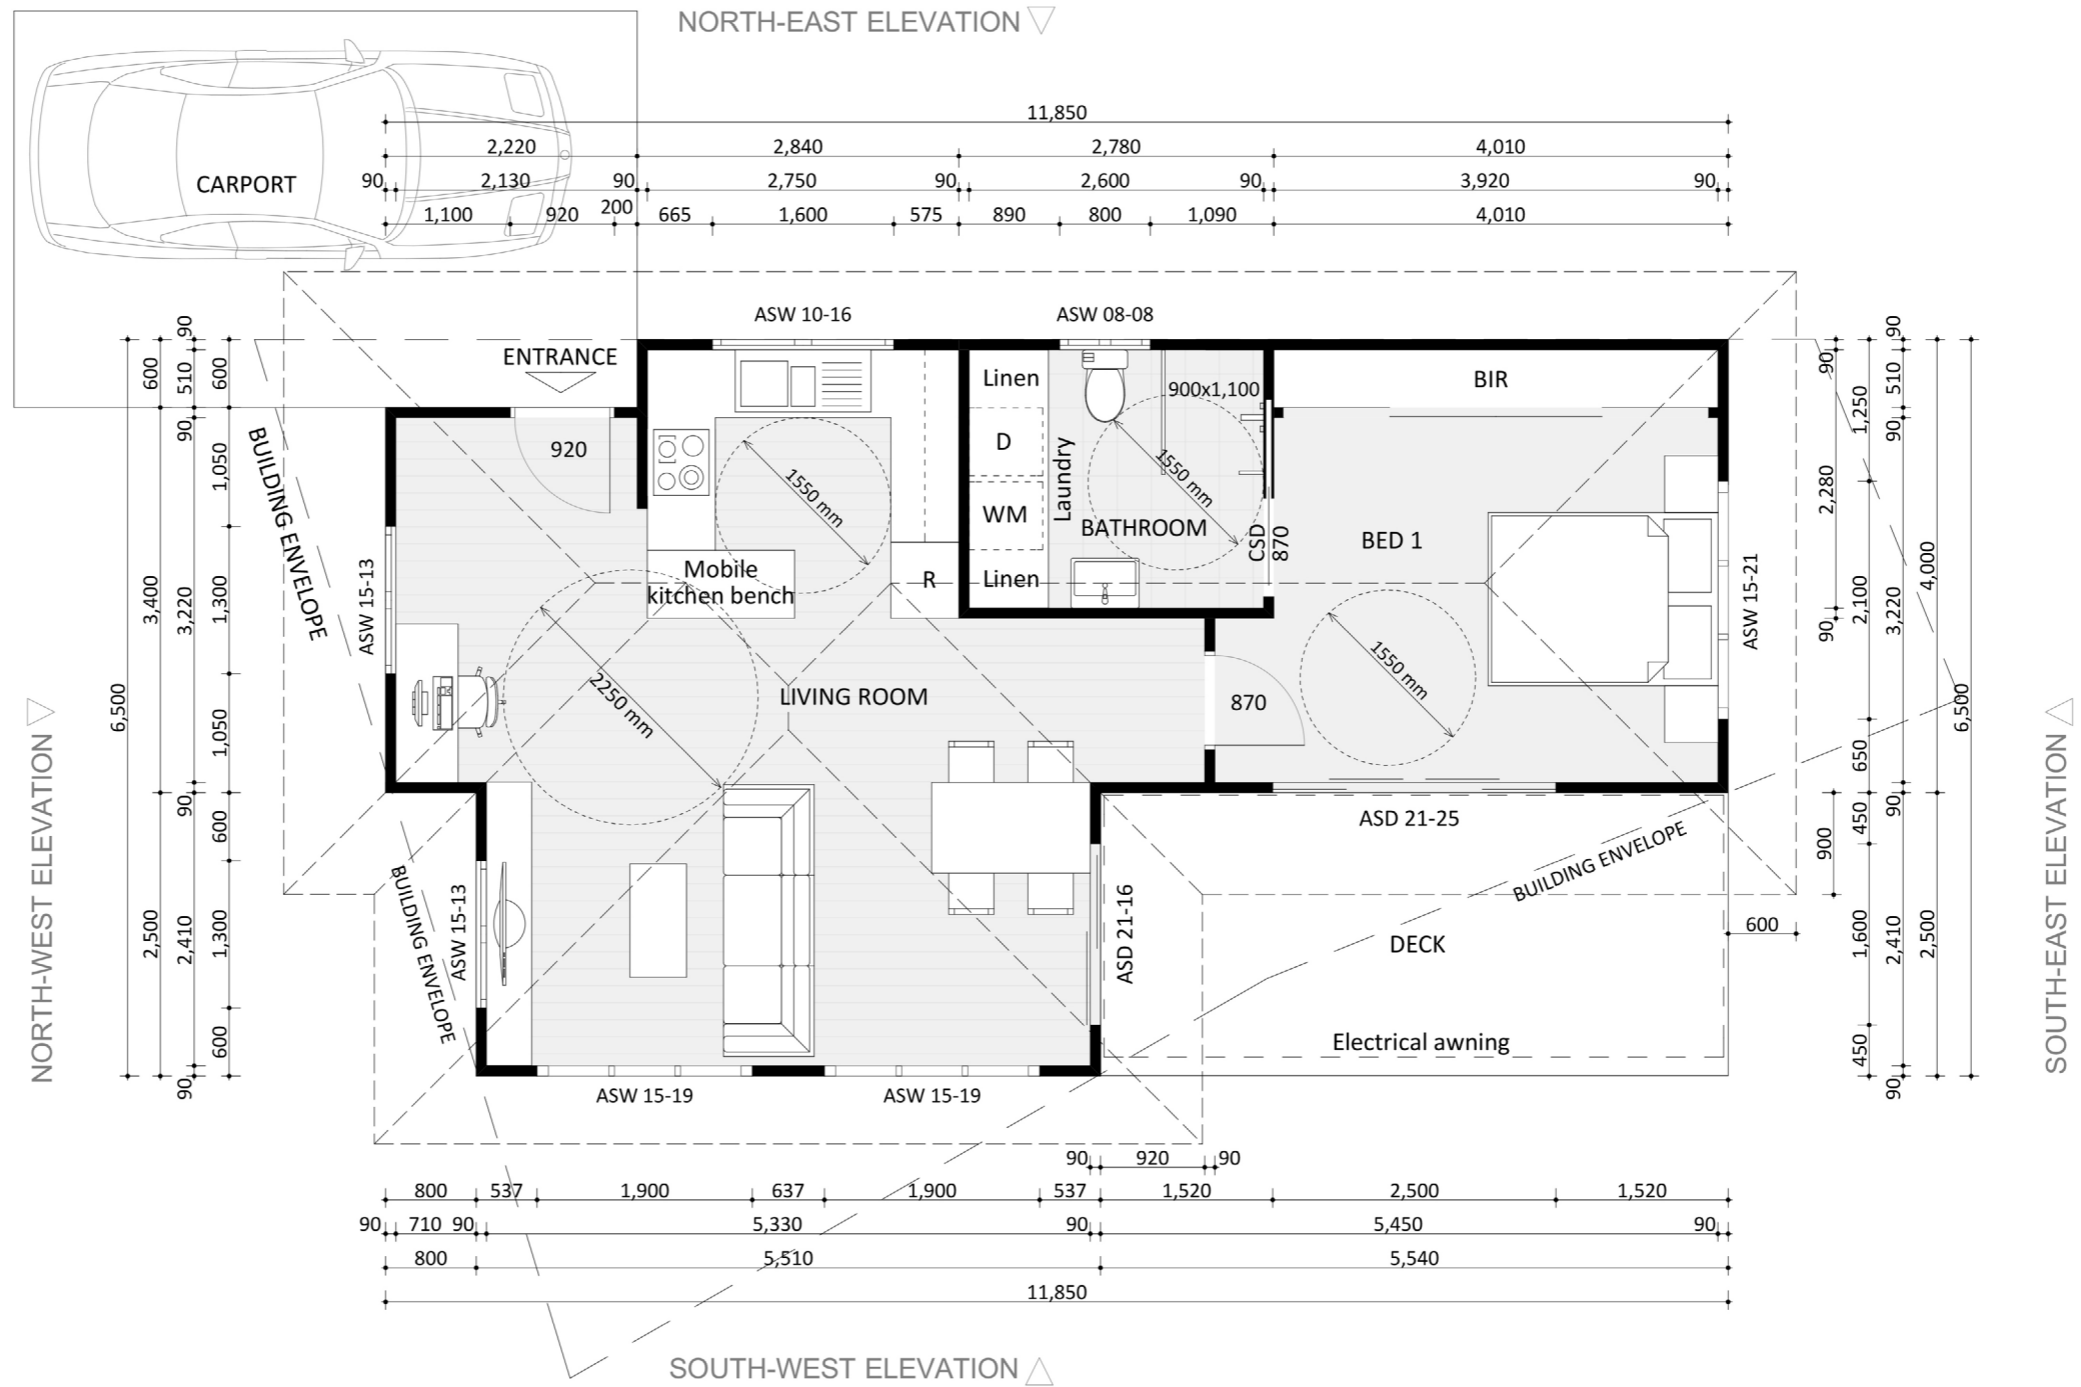 NORTH-EAST ELEVATION
11,850
2,220 2,840 2,780 4,010
90 2,130 90 2,750 90 2,600 90 3,920 90
1,100 920 200 665 1,600 575 890 800 1,090 4,010
CARPORT
ASW 10-16 ASW 08-08
ENTRANCE
920
Linen
D
WM
Linen
Laundry
900x1,100
1550 mm
BATHROOM
CSD
870
BIR
BED 1
1550 mm
1550 mm
Mobile
kitchen bench
R
2250 mm
LIVING ROOM
870
1550 mm
ASW 15-13
ASW 15-13
ASW 15-21
ASD 21-25
ASD 21-16
DECK
Electrical awning
BUILDING ENVELOPE
BUILDING ENVELOPE
BUILDING ENVELOPE
ASW 15-19 ASW 15-19
NORTH-WEST ELEVATION
6,500
600 3,400 2,500
90 510 90 3,220 90 2,410 90
600 1,050 1,300 1,050 600 1,300 600
90 2,280 90 900
1,250 2,100 650 450 1,600 450
90 510 90 3,220 90 2,410 90
4,000 2,500
6,500
600
SOUTH-EAST ELEVATION
90 920 90
800 537 1,900 637 1,900 537 1,520 2,500 1,520
90 710 90 5,330 90 5,450 90
800 5,510 5,540
11,850
SOUTH-WEST ELEVATION